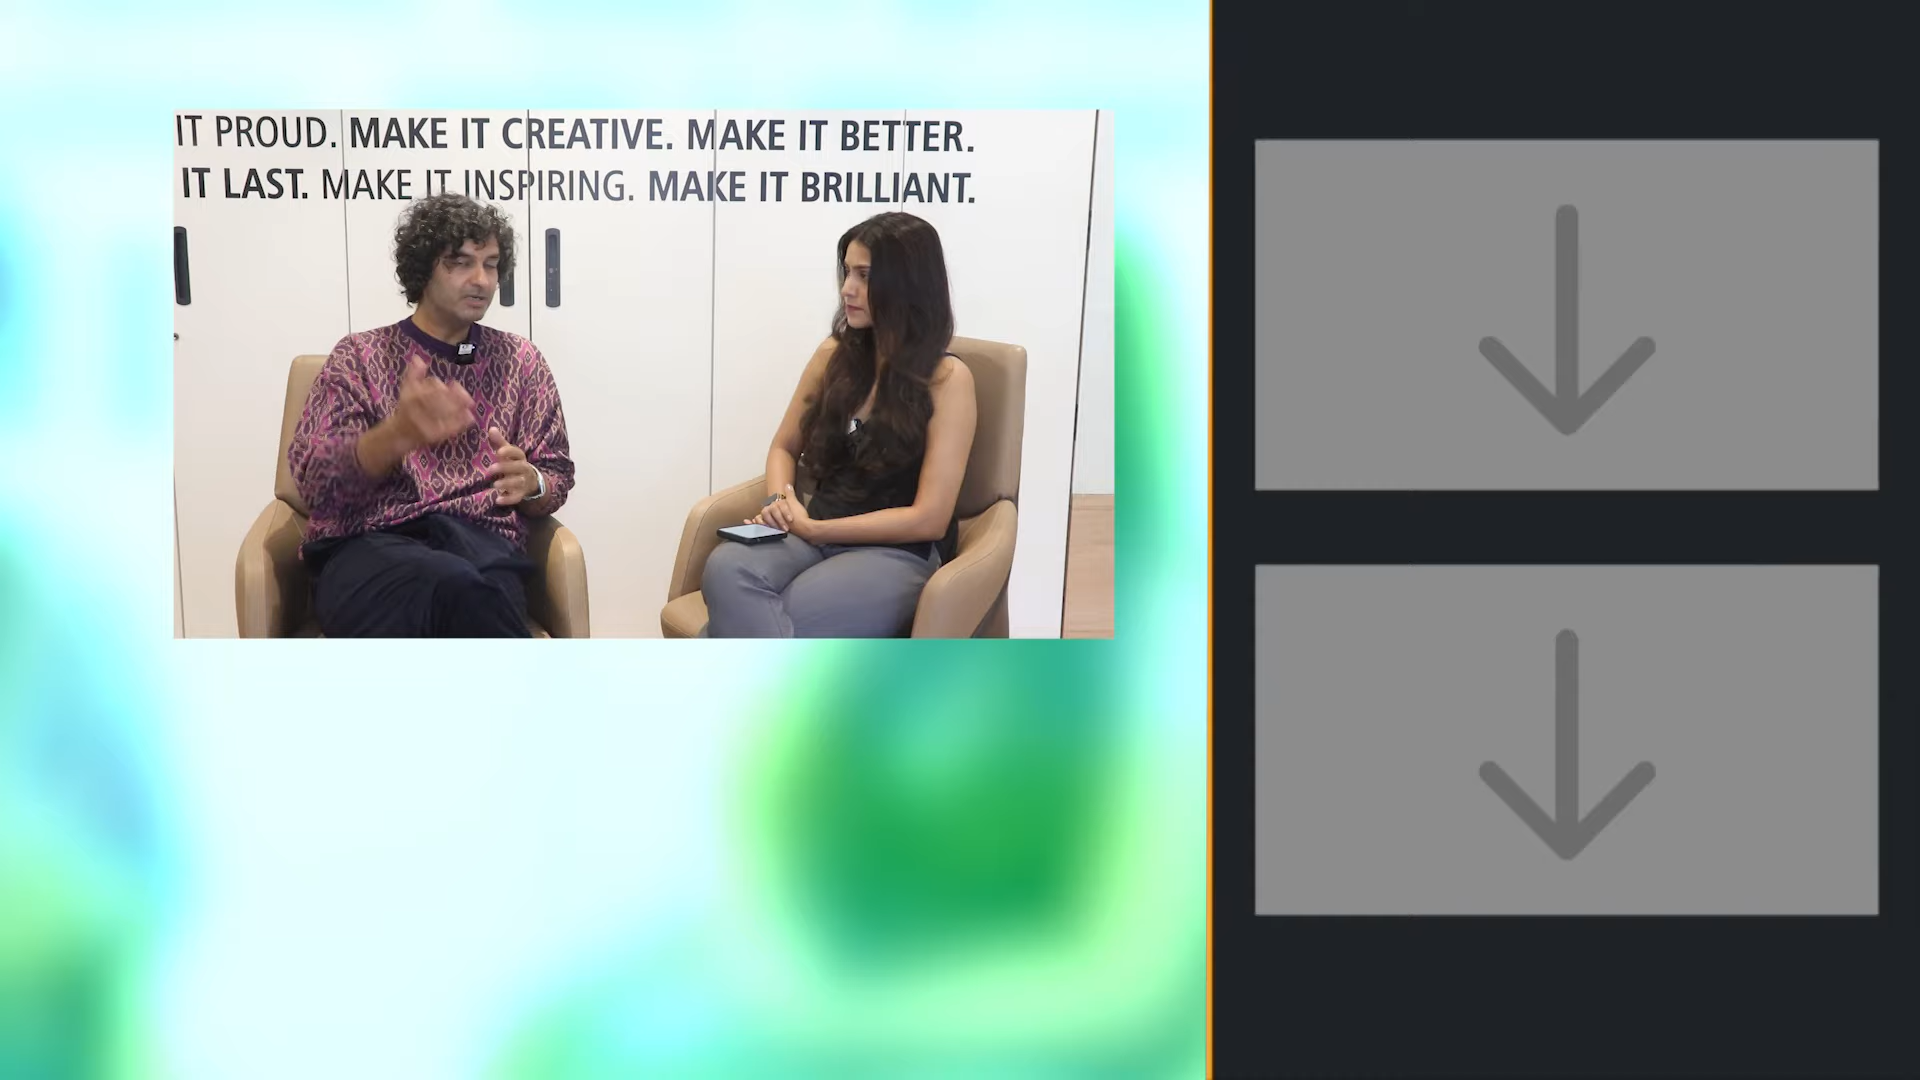 IT PROUD. MAKE IT CREATIVE. MAKE IT BETTER.
IT LAST. MAKE IT INSPIRING. MAKE IT BRILLIANT.